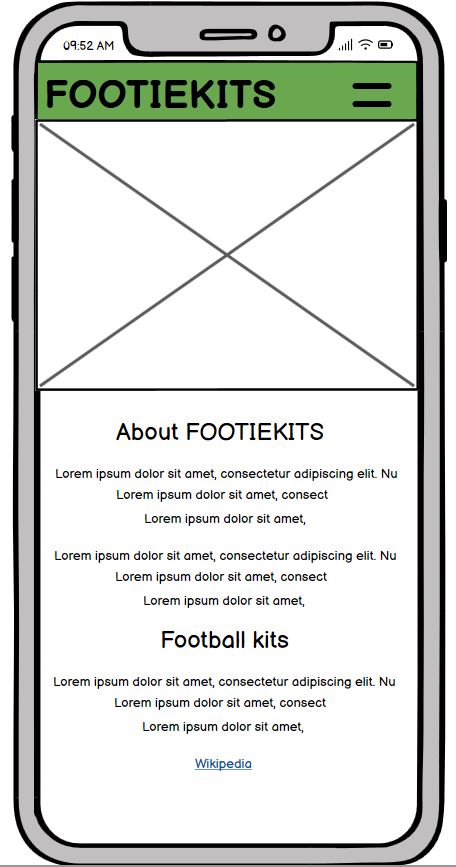 09:52 AM
FOOTIEKITS
About FOOTIEKITS
Lorem ipsum dolor sit amet, consectetur adipiscing elit. Nu
Lorem ipsum dolor sit amet, consect
Lorem ipsum dolor sit amet,
Lorem ipsum dolor sit amet, consectetur adipiscing elit. Nu
Lorem ipsum dolor sit amet, consect
Lorem ipsum dolor sit amet,
Football kits
Lorem ipsum dolor sit amet, consectetur adipiscing elit. Nu
Lorem ipsum dolor sit amet, consect
Lorem ipsum dolor sit amet,
Wikipedia